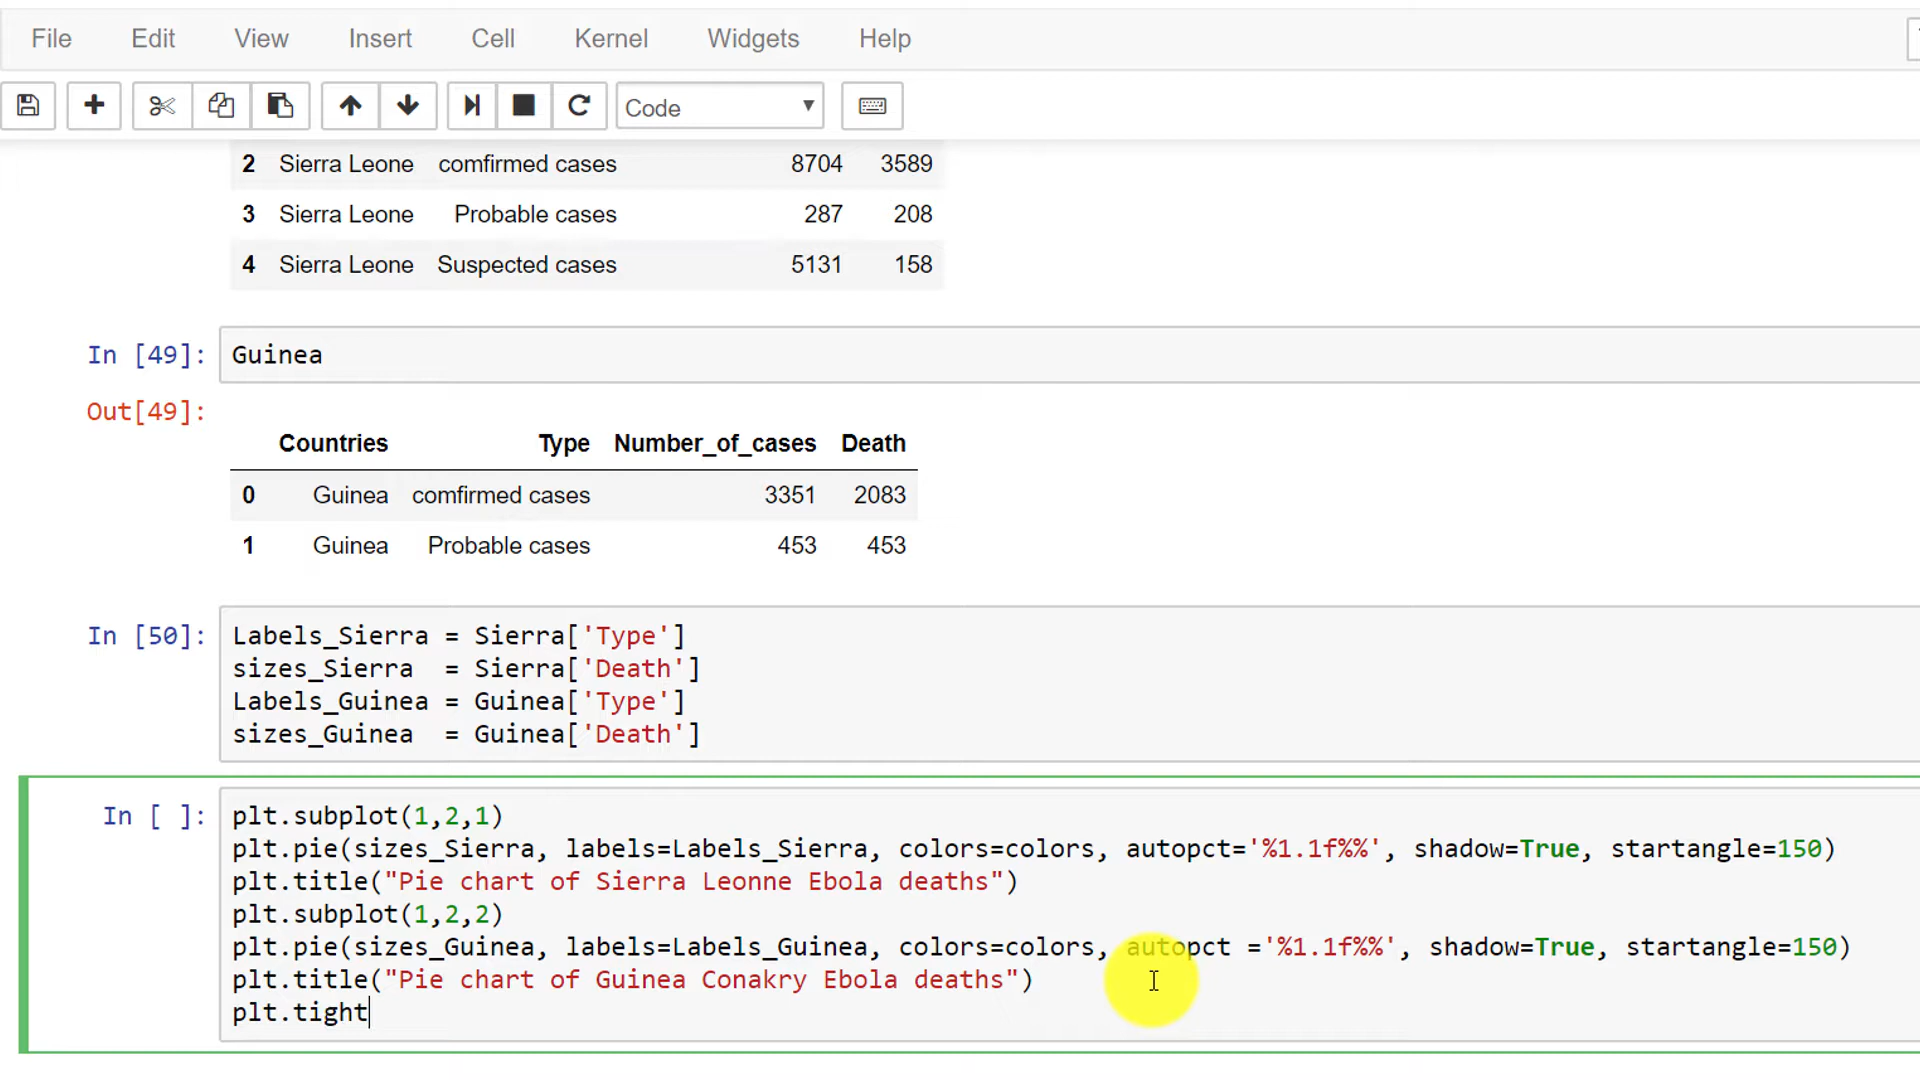 File Edit View Insert Cell Kernel Widgets Help
Code
2 Sierra Leone comfirmed cases 8704 3589
3 Sierra Leone Probable cases 287 208
4 Sierra Leone Suspected cases 5131 158
In [49]: Guinea
Out[49]:
Countries Type Number_of_cases Death
0 Guinea comfirmed cases 3351 2083
1 Guinea Probable cases 453 453
In [50]: Labels_Sierra = Sierra['Type']
sizes_Sierra  = Sierra['Death']
Labels_Guinea = Guinea['Type']
sizes_Guinea  = Guinea['Death']
In [ ]: plt.subplot(1,2,1)
plt.pie(sizes_Sierra, labels=Labels_Sierra, colors=colors, autopct='%1.1f%%', shadow=True, startangle=150)
plt.title("Pie chart of Sierra Leonne Ebola deaths")
plt.subplot(1,2,2)
plt.pie(sizes_Guinea, labels=Labels_Guinea, colors=colors, autopct ='%1.1f%%', shadow=True, startangle=150)
plt.title("Pie chart of Guinea Conakry Ebola deaths")
plt.tight